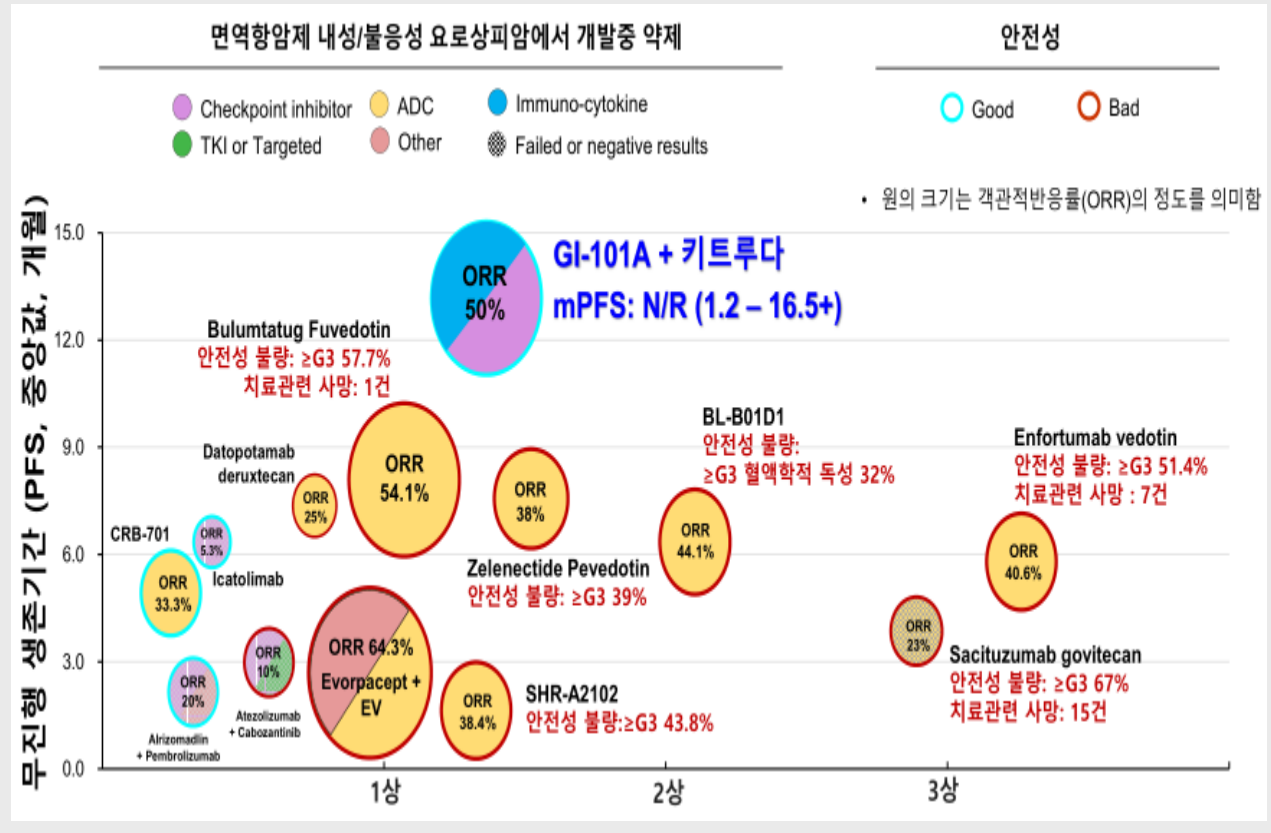 면역항암제 내성/불응성 요로상피암에서 개발중 약제
안전성
Checkpoint inhibitor
ADC
Immuno-cytokine
TKI or Targeted
Other
Failed or negative results
Good
Bad
• 원의 크기는 객관적반응률(ORR)의 정도를 의미함
무진행 생존기간 (PFS, 중앙값, 개월)
15.0
12.0
9.0
6.0
3.0
0.0
ORR
50%
GI-101A + 키트루다
mPFS: N/R (1.2 – 16.5+)
Bulumtatug Fuvedotin
안전성 불량: ≥G3 57.7%
치료관련 사망: 1건
ORR
54.1%
Datopotamab
deruxtecan
ORR
25%
ORR
38%
Zelenectide Pevedotin
안전성 불량: ≥G3 39%
BL-B01D1
안전성 불량:
≥G3 혈액학적 독성 32%
ORR
44.1%
Enfortumab vedotin
안전성 불량: ≥G3 51.4%
치료관련 사망 : 7건
ORR
40.6%
CRB-701
ORR
33.3%
ORR
5.3%
Icatolimab
ORR
20%
Alrizomadlin
+ Pembrolizumab
ORR
10%
Atezolizumab
+ Cabozantinib
ORR 64.3%
Evorpacept +
EV
ORR
38.4%
SHR-A2102
안전성 불량:≥G3 43.8%
ORR
23%
Sacituzumab govitecan
안전성 불량: ≥G3 67%
치료관련 사망: 15건
1상
2상
3상